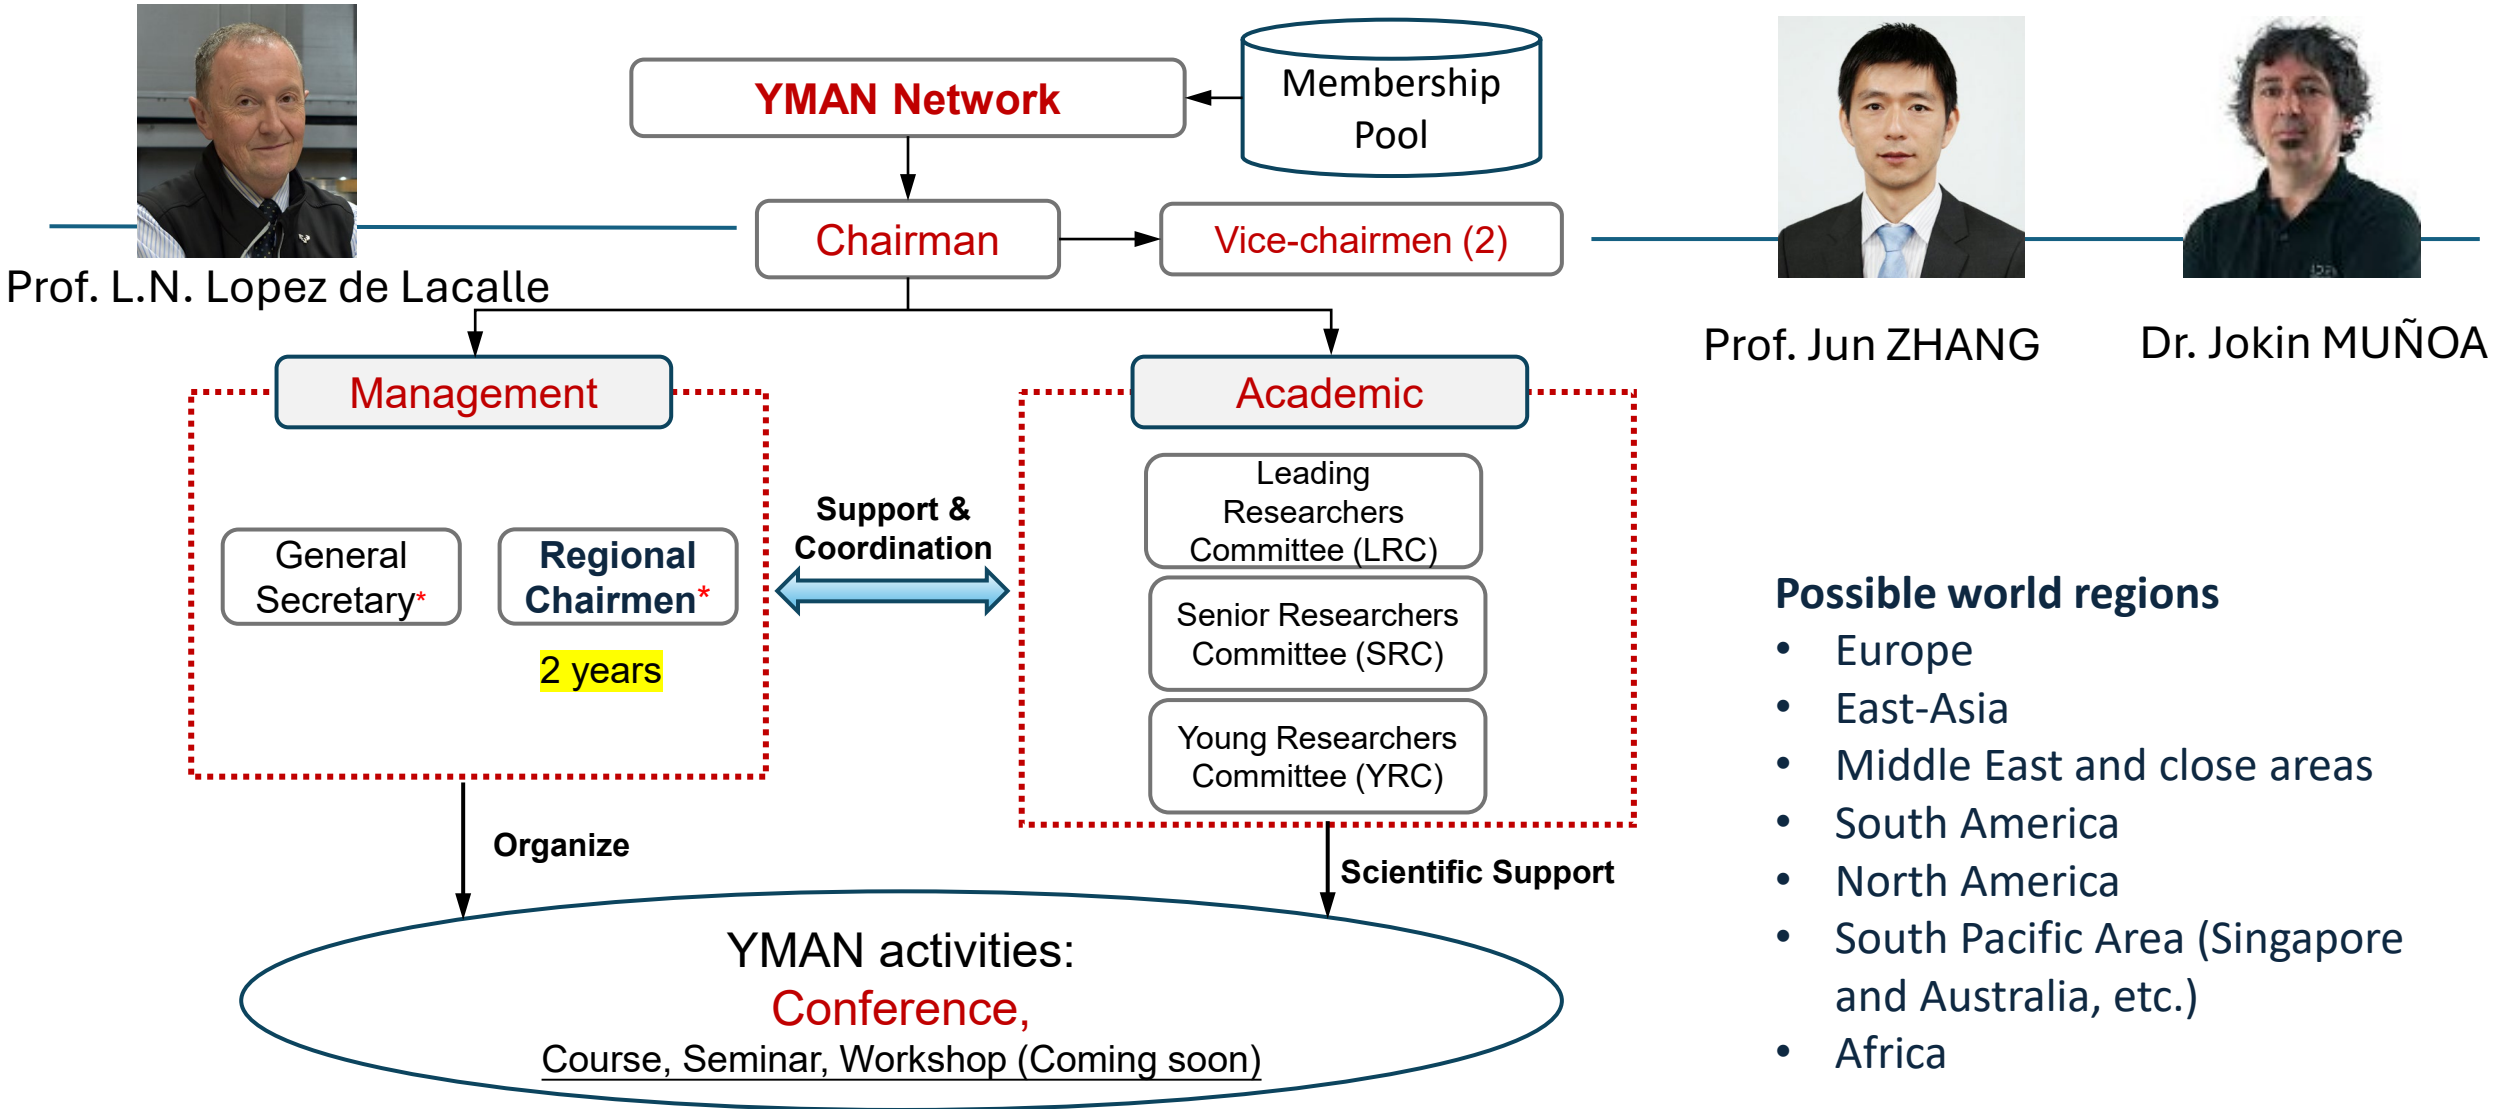 YMAN Network
Membership
Pool
Chairman
Vice-chairmen (2)
Prof. L.N. Lopez de Lacalle
Prof. Jun ZHANG
Dr. Jokin MUÑOA
Management
Academic
General
Secretary*
Regional
Chairmen*
2 years
Support &
Coordination
Leading
Researchers
Committee (LRC)
Senior Researchers
Committee (SRC)
Young Researchers
Committee (YRC)
Organize
Scientific Support
YMAN activities:
Conference,
Course, Seminar, Workshop (Coming soon)
Possible world regions
• Europe
• East-Asia
• Middle East and close areas
• South America
• North America
• South Pacific Area (Singapore
and Australia, etc.)
• Africa